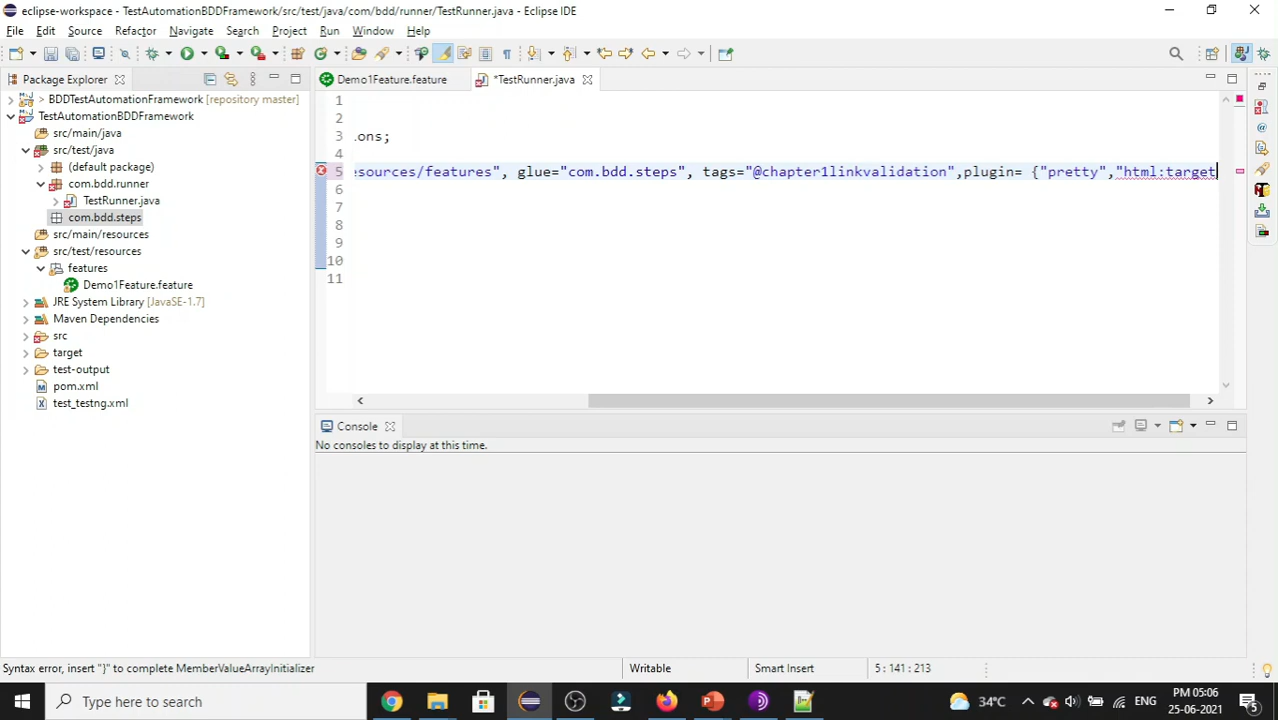 eclipse-workspace - TestAutomationBDDFramework/src/test/java/com/bdd/runner/TestRunner.java - Eclipse IDE
File Edit Source Refactor Navigate Search Project Run Window Help
Package Explorer
Demo1Feature.feature
*TestRunner.java
> BDDTestAutomationFramework [repository master]
TestAutomationBDDFramework
src/main/java
src/test/java
(default package)
com.bdd.runner
TestRunner.java
com.bdd.steps
src/main/resources
src/test/resources
features
Demo1Feature.feature
JRE System Library [JavaSE-1.7]
Maven Dependencies
src
target
test-output
pom.xml
test_testng.xml
1
2
3 .ons;
4
5 esources/features", glue="com.bdd.steps", tags="@chapter1linkvalidation",plugin= {"pretty","html:target
6
7
8
9
10
11
Console
No consoles to display at this time.
Syntax error, insert "}" to complete MemberValueArrayInitializer
Writable
Smart Insert
5 : 141 : 213
Type here to search
34°C
ENG
PM 05:06
25-06-2021
5